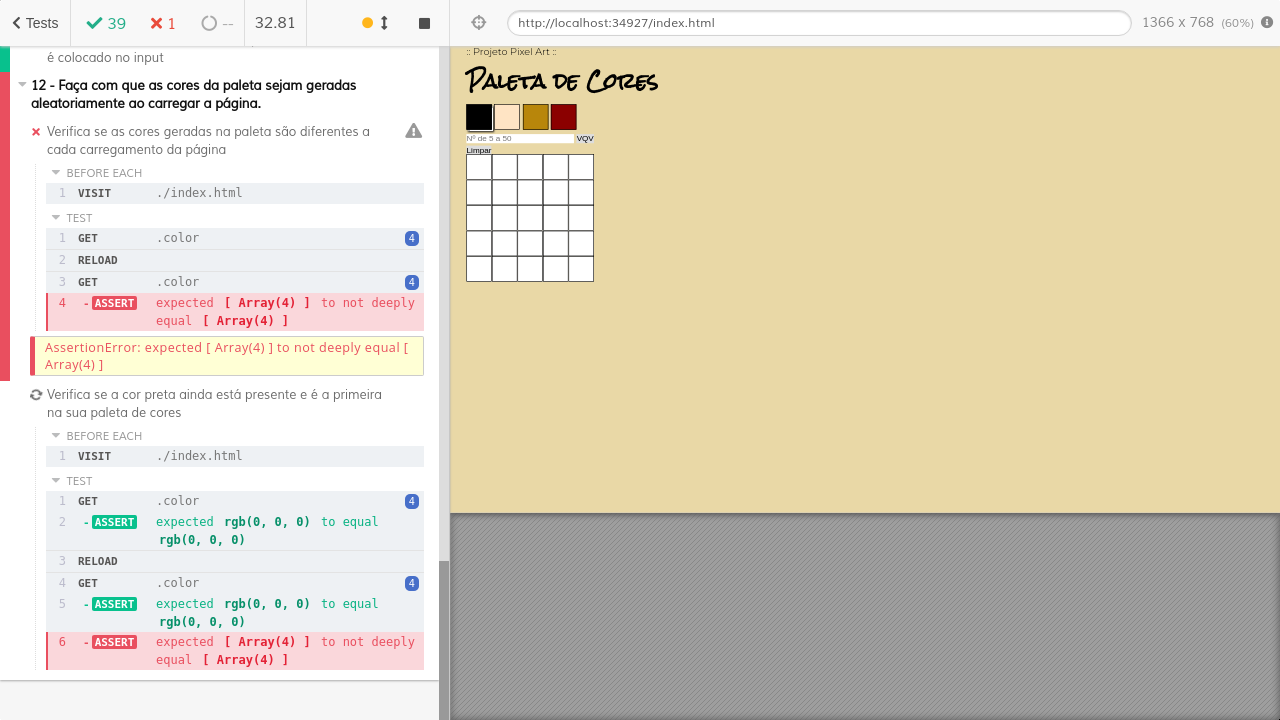 Tests
39
1
--
32.81
é colocado no input
12 - Faça com que as cores da paleta sejam geradas
aleatoriamente ao carregar a página.
Verifica se as cores geradas na paleta são diferentes a
cada carregamento da página
BEFORE EACH
1 VISIT ./index.html
TEST
1 GET .color 4
2 RELOAD
3 GET .color 4
4 -ASSERT expected [ Array(4) ] to not deeply
equal [ Array(4) ]
AssertionError: expected [ Array(4) ] to not deeply equal [
Array(4) ]
Verifica se a cor preta ainda está presente e é a primeira
na sua paleta de cores
BEFORE EACH
1 VISIT ./index.html
TEST
1 GET .color 4
2 -ASSERT expected rgb(0, 0, 0) to equal
rgb(0, 0, 0)
3 RELOAD
4 GET .color 4
5 -ASSERT expected rgb(0, 0, 0) to equal
rgb(0, 0, 0)
6 -ASSERT expected [ Array(4) ] to not deeply
equal [ Array(4) ]
http://localhost:34927/index.html
1366 x 768 (60%)
:: Projeto Pixel Art ::
Paleta de Cores
Nº de 5 a 50 VQV
Limpar